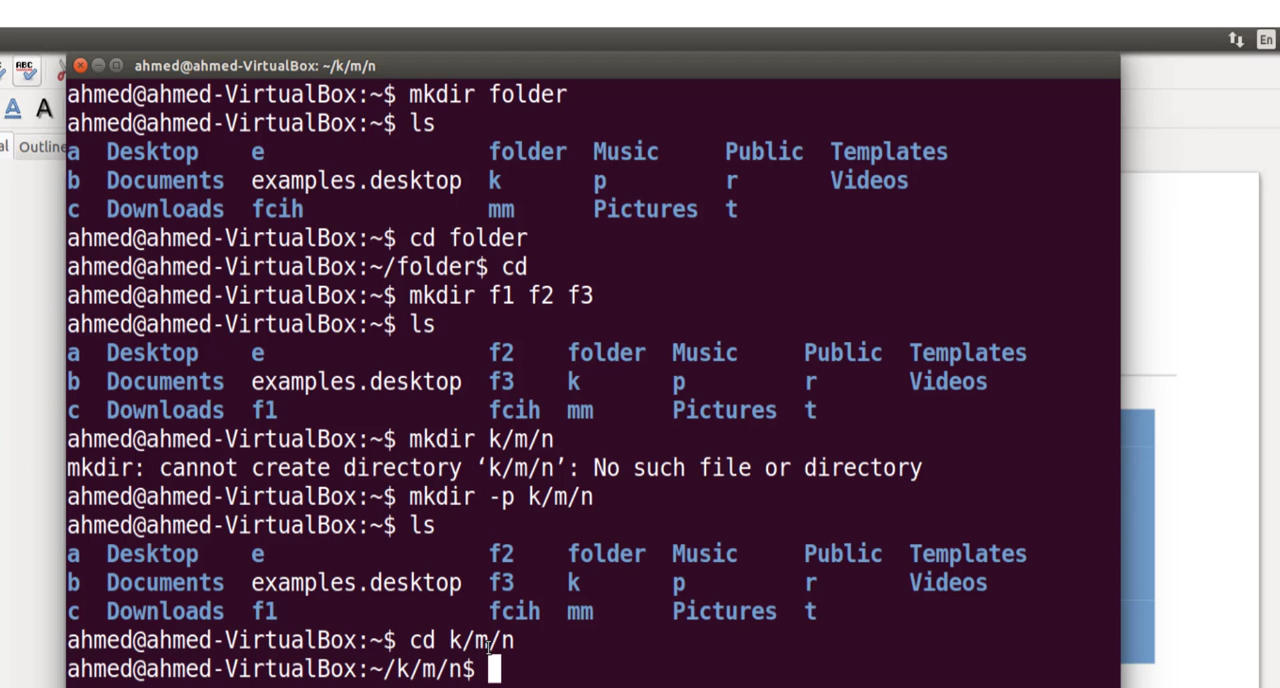 En
ABC
ahmed@ahmed-VirtualBox: ~/k/m/n
A A
al Outline
ahmed@ahmed-VirtualBox:~$ mkdir folder
ahmed@ahmed-VirtualBox:~$ ls
a Desktop e folder Music Public Templates
b Documents examples.desktop k p r Videos
c Downloads fcih mm Pictures t
ahmed@ahmed-VirtualBox:~$ cd folder
ahmed@ahmed-VirtualBox:~/folder$ cd
ahmed@ahmed-VirtualBox:~$ mkdir f1 f2 f3
ahmed@ahmed-VirtualBox:~$ ls
a Desktop e f2 folder Music Public Templates
b Documents examples.desktop f3 k p r Videos
c Downloads f1 fcih mm Pictures t
ahmed@ahmed-VirtualBox:~$ mkdir k/m/n
mkdir: cannot create directory ‘k/m/n’: No such file or directory
ahmed@ahmed-VirtualBox:~$ mkdir -p k/m/n
ahmed@ahmed-VirtualBox:~$ ls
a Desktop e f2 folder Music Public Templates
b Documents examples.desktop f3 k p r Videos
c Downloads f1 fcih mm Pictures t
ahmed@ahmed-VirtualBox:~$ cd k/m/n
ahmed@ahmed-VirtualBox:~/k/m/n$